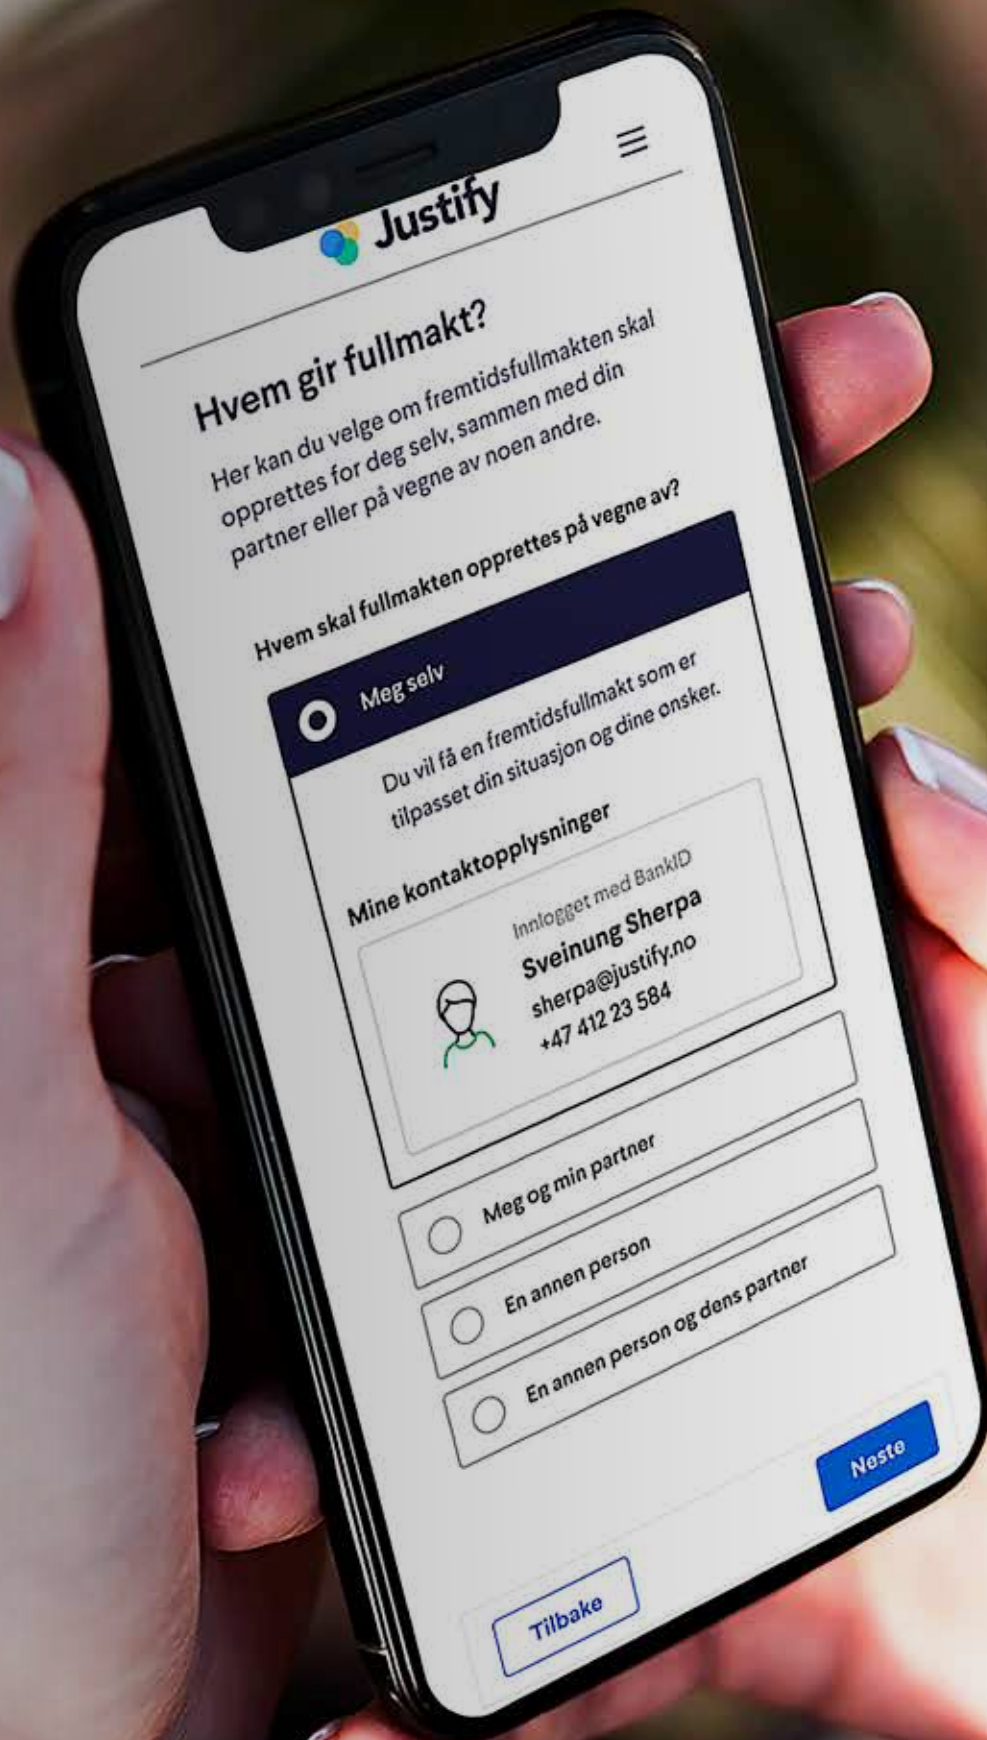 Justify
Hvem gir fullmakt?
Her kan du velge om fremtidsfullmakten skal
opprettes for deg selv, sammen med din
partner eller på vegne av noen andre.
Hvem skal fullmakten opprettes på vegne av?
Meg selv
Du vil få en fremtidsfullmakt som er
tilpasset din situasjon og dine ønsker.
Mine kontaktopplysninger
Innlogget med BankID
Sveinung Sherpa
sherpa@justify.no
+47 412 23 584
Meg og min partner
En annen person
En annen person og dens partner
Neste
Tilbake